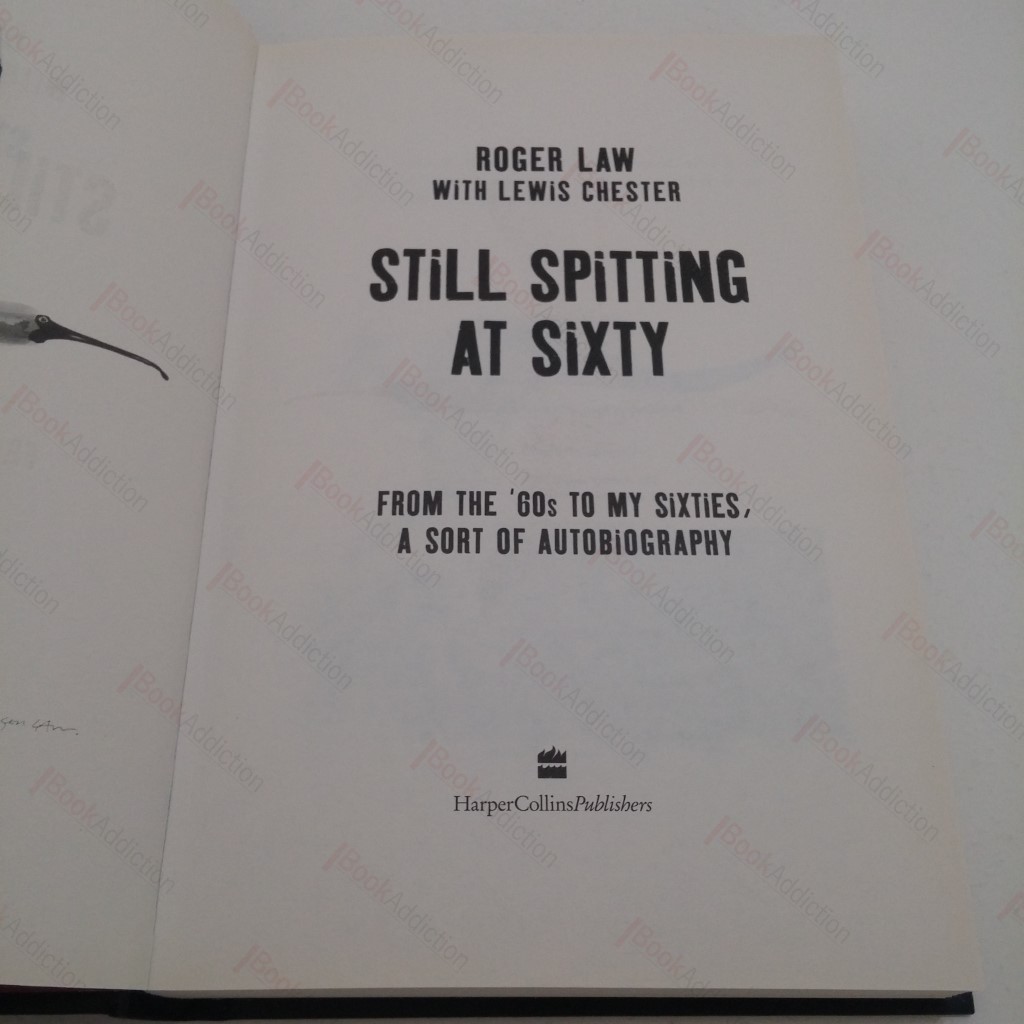 ROGER LAW
WiTH LEWiS CHESTER
STiLL SPiTTiNG
AT SiXTY
FROM THE '60s TO MY SiXTiES,
A SORT OF AUTOBiOGRAPHY
HarperCollinsPublishers
BookAddiction